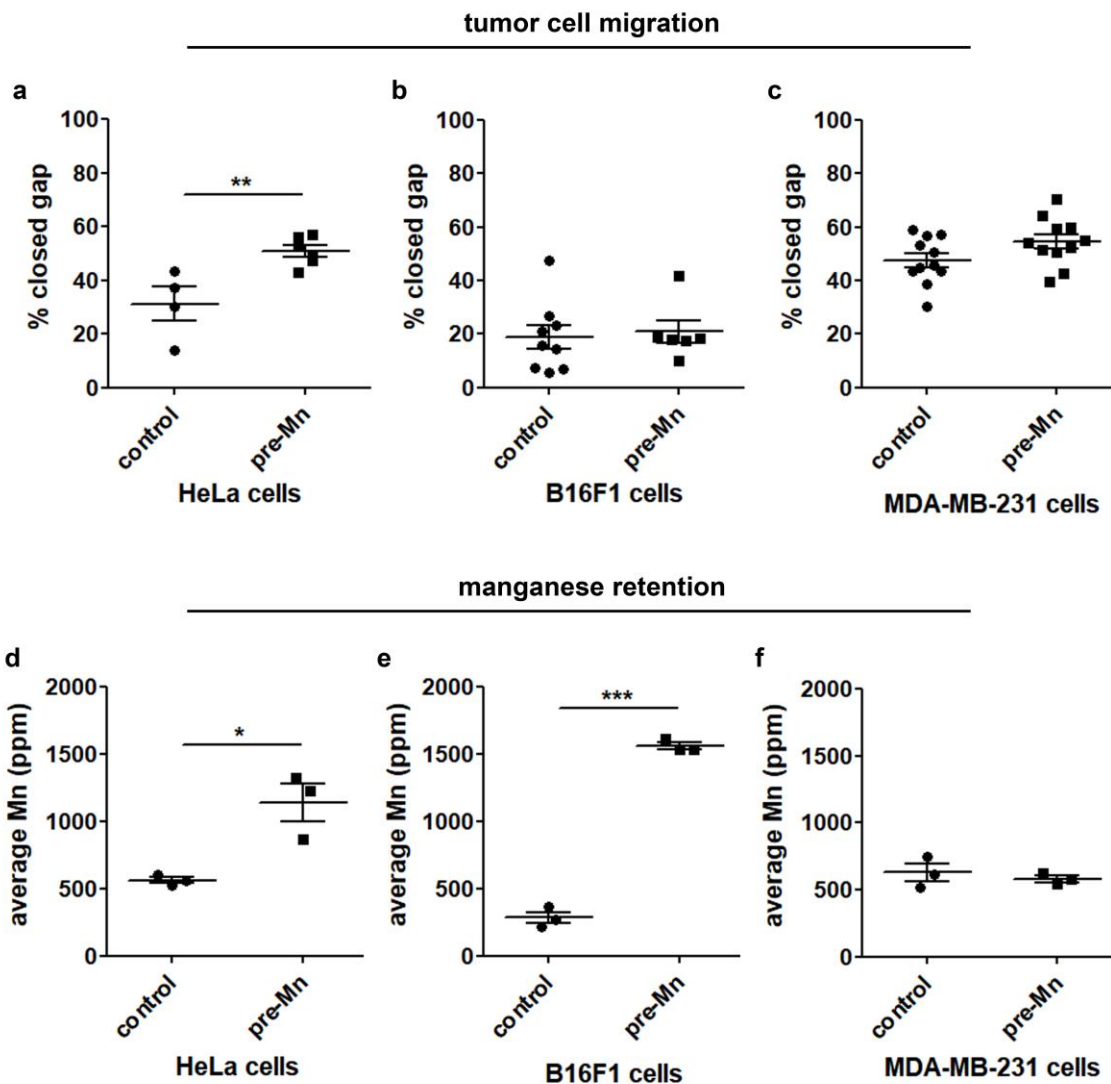 tumor cell migration
a
b
c
100
80
60
40
20
0
% closed gap
**
control
pre-Mn
HeLa cells
100
80
60
40
20
0
% closed gap
control
pre-Mn
B16F1 cells
100
80
60
40
20
0
% closed gap
control
pre-Mn
MDA-MB-231 cells
manganese retention
d
e
f
2000
1500
1000
500
0
average Mn (ppm)
*
control
pre-Mn
HeLa cells
2000
1500
1000
500
0
average Mn (ppm)
***
control
pre-Mn
B16F1 cells
2000
1500
1000
500
0
average Mn (ppm)
control
pre-Mn
MDA-MB-231 cells